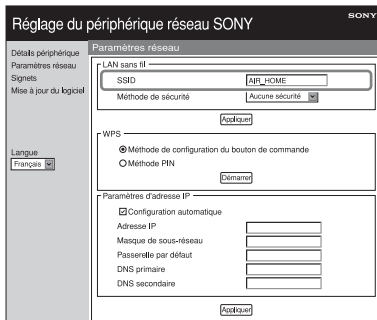 SONY
Réglage du périphérique réseau SONY
Détails périphérique
Paramètres réseau
Signets
Mise à jour du logiciel
Langue
Français
Paramètres réseau
LAN sans fil
SSID AIR_HOME
Méthode de sécurité Aucune sécurité
Appliquer
WPS
Méthode de configuration du bouton de commande
Méthode PIN
Démarrer
Paramètres d'adresse IP
Configuration automatique
Adresse IP
Masque de sous-réseau
Passerelle par défaut
DNS primaire
DNS secondaire
Appliquer